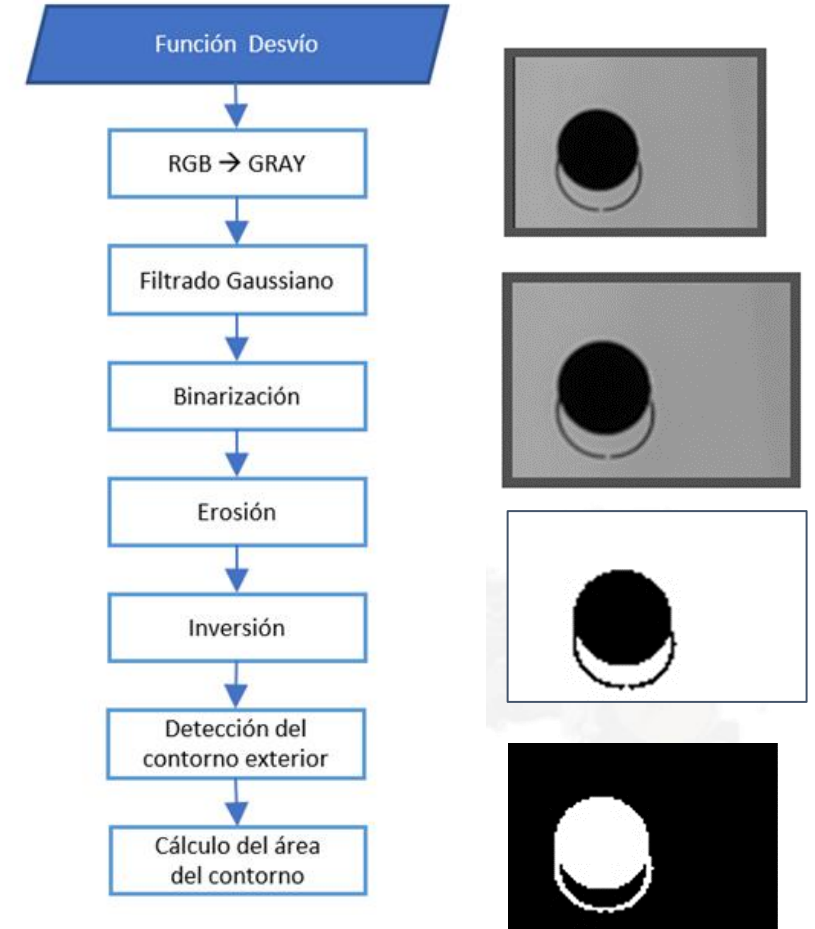 Función Desvío
RGB → GRAY
Filtrado Gaussiano
Binarización
Erosión
Inversión
Detección del
contorno exterior
Cálculo del área
del contorno